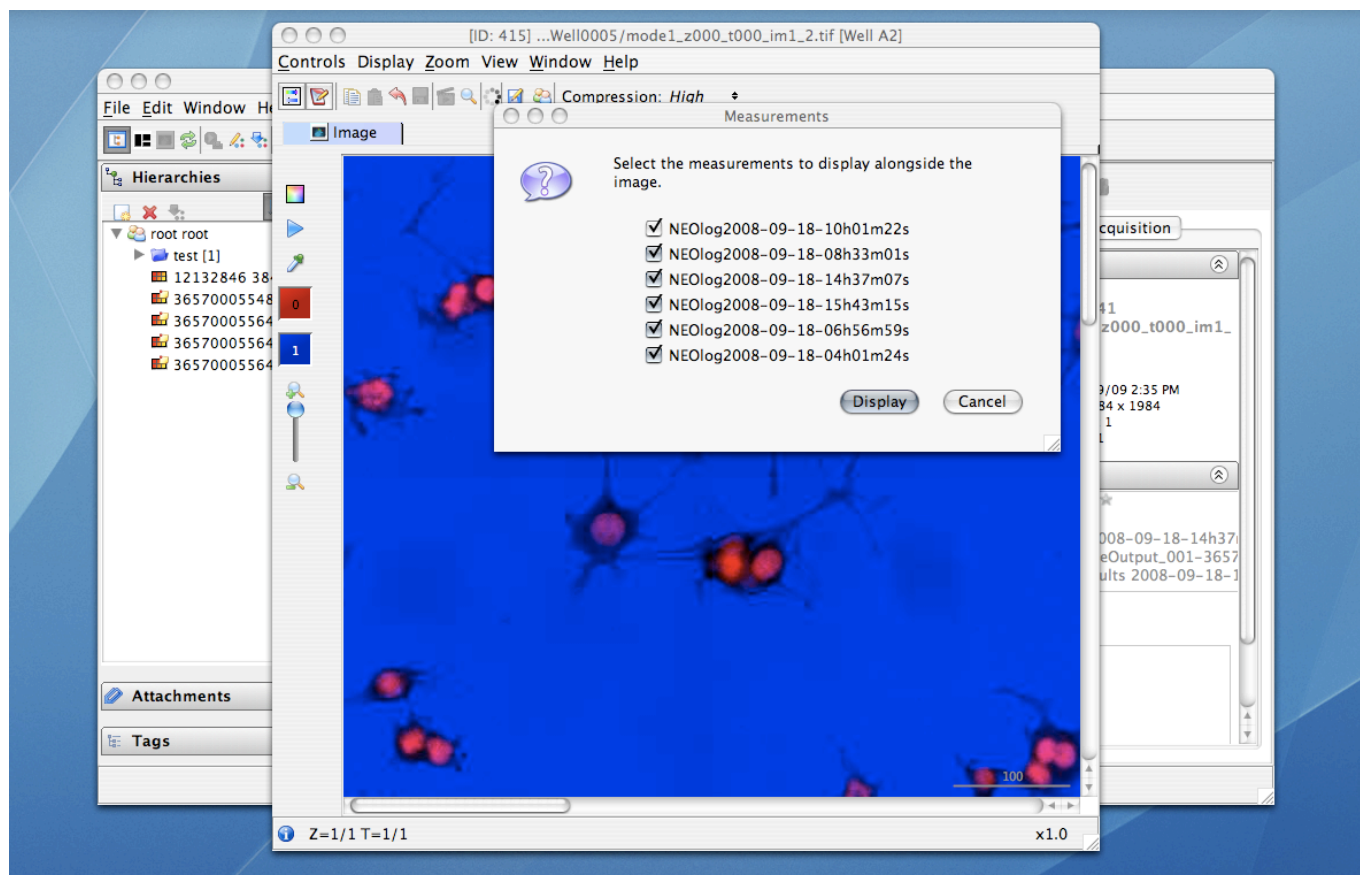 [ID: 415] ...Well0005/mode1_z000_t000_im1_2.tif [Well A2]
Controls Display Zoom View Window Help
Compression: High
Image
0
1
100
Z=1/1 T=1/1
x1.0
Measurements
Select the measurements to display alongside the
image.
NEOlog2008-09-18-10h01m22s
NEOlog2008-09-18-08h33m01s
NEOlog2008-09-18-14h37m07s
NEOlog2008-09-18-15h43m15s
NEOlog2008-09-18-06h56m59s
NEOlog2008-09-18-04h01m24s
Display Cancel
File Edit Window He
Hierarchies
root root
test [1]
12132846 38
36570005548
36570005564
36570005564
36570005564
Attachments
Tags
cquisition
41
z000_t000_im1_
9/09 2:35 PM
84 x 1984
1
1
008-09-18-14h37
eOutput_001-3657
ults 2008-09-18-1